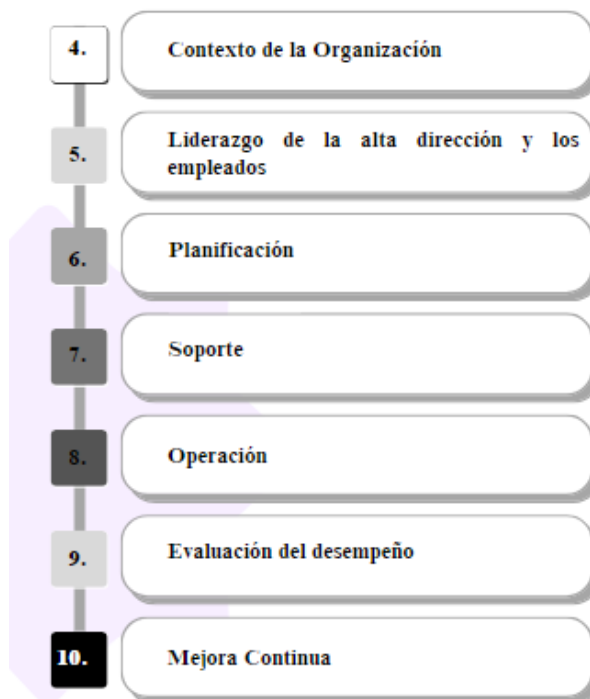 4.
Contexto de la Organización
5.
Liderazgo de la alta dirección y los
empleados
6.
Planificación
7.
Soporte
8.
Operación
9.
Evaluación del desempeño
10.
Mejora Continua